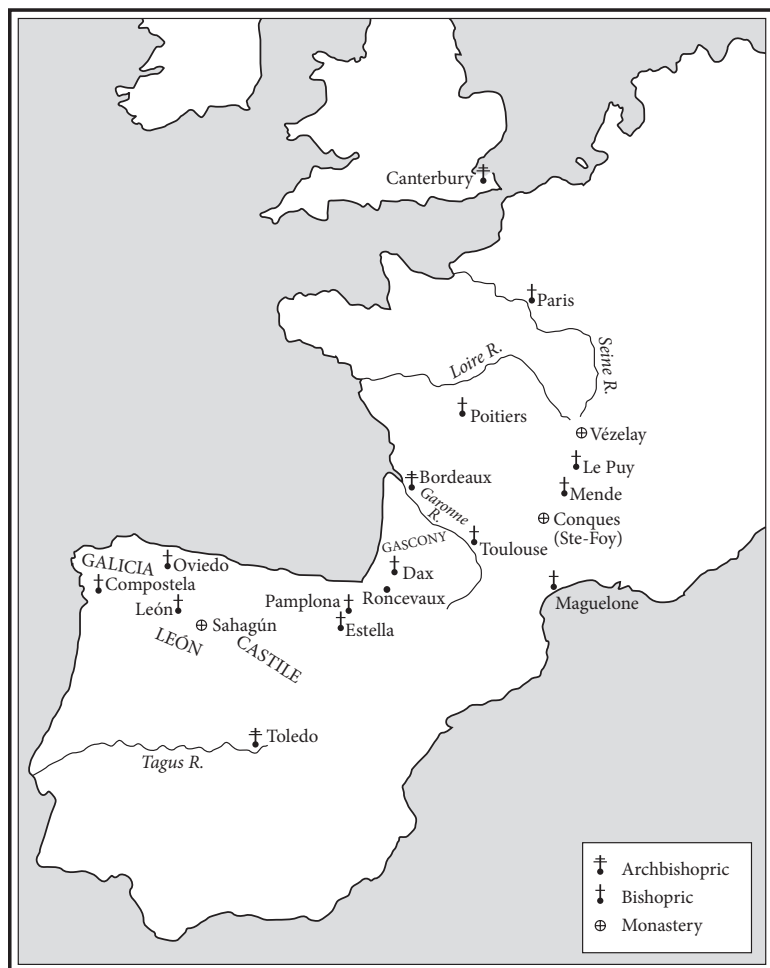 Canterbury
Paris
Seine R.
Loire R.
Poitiers
Vézelay
Le Puy
Bordeaux
Mende
Garonne
R.
Conques
(Ste-Foy)
GASCONY
Toulouse
Oviedo
GALICIA
Dax
Compostela
Roncevaux
Maguelone
Pamplona
León
Sahagún
Estella
LEÓN
CASTILE
Toledo
Tagus R.
Archbishopric
Bishopric
Monastery